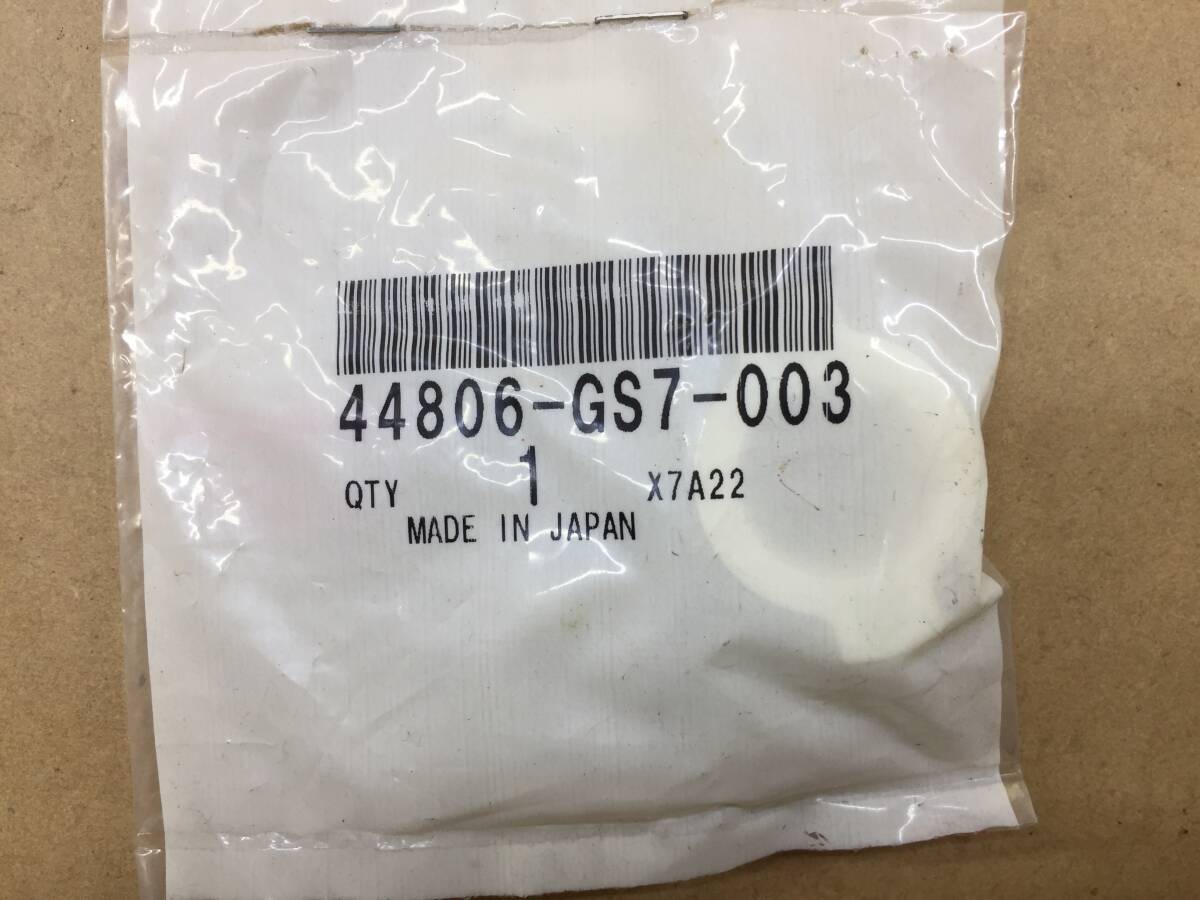 44806-GS7-003
QTY 1 X7A22
MADE IN JAPAN